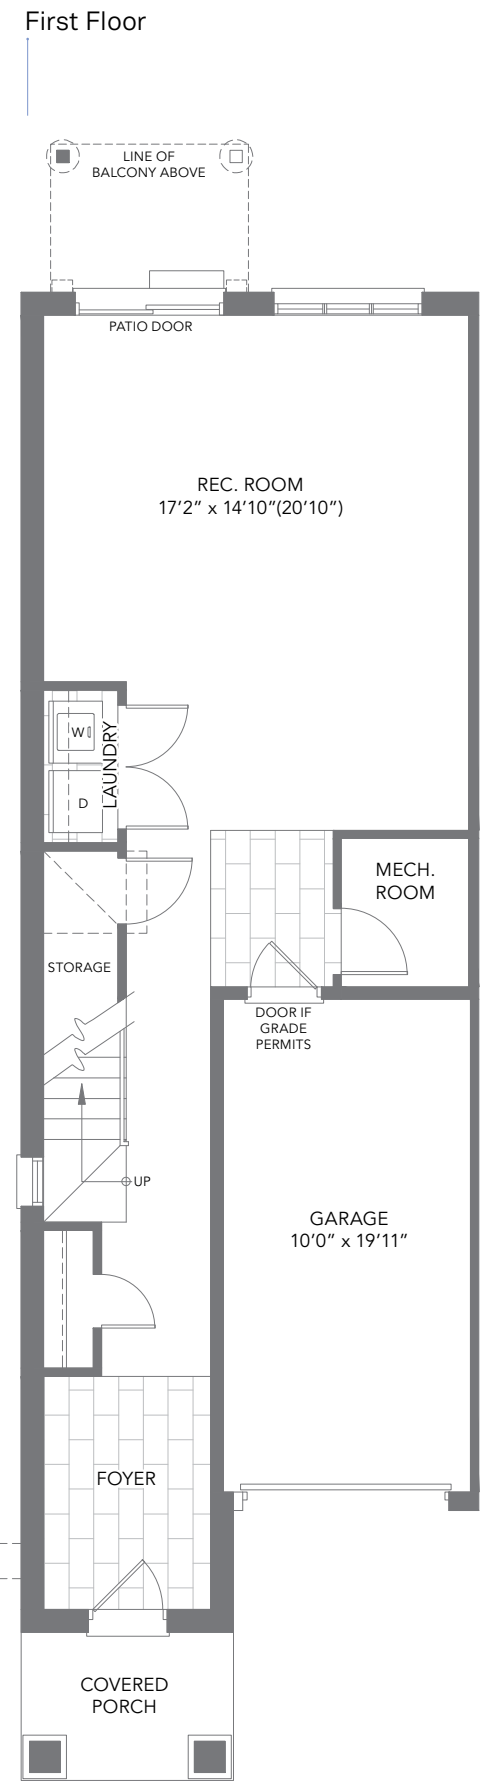 First Floor
LINE OF
BALCONY ABOVE
PATIO DOOR
REC. ROOM
17’2” x 14’10”(20’10”)
W
LAUNDRY
D
MECH.
ROOM
STORAGE
DOOR IF
GRADE
PERMITS
UP
GARAGE
10’0” x 19’11”
FOYER
COVERED
PORCH